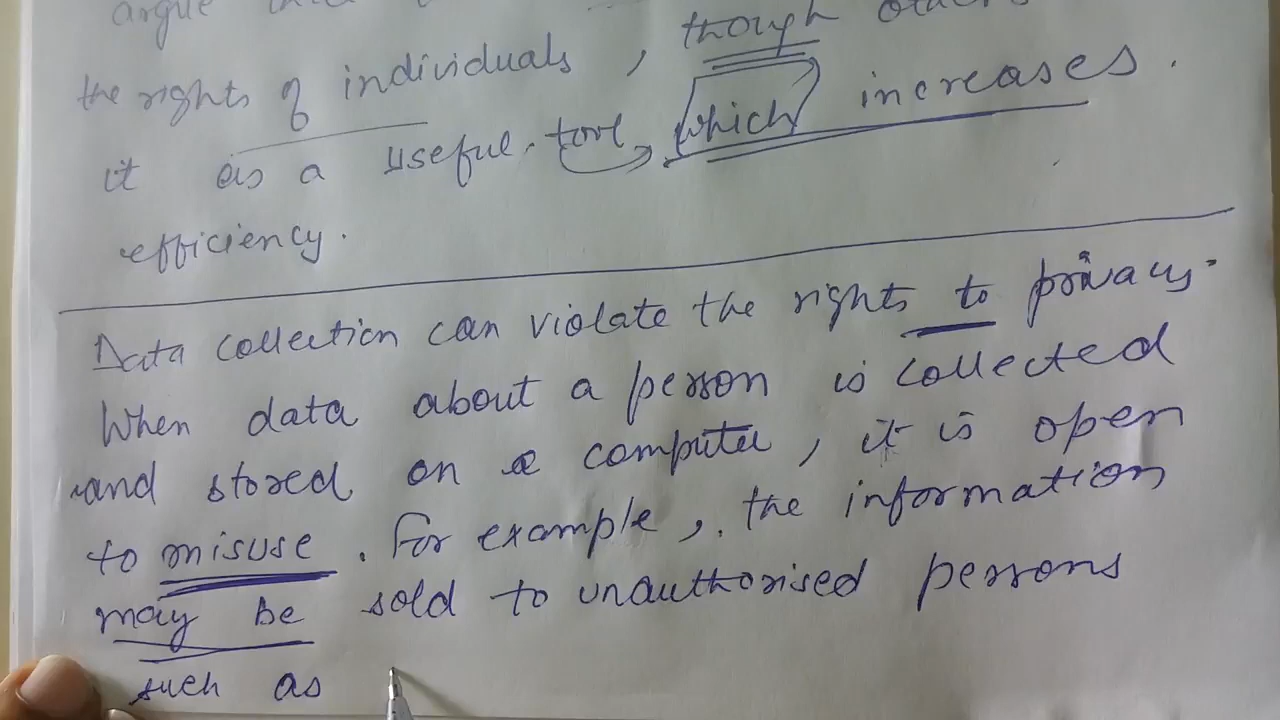 argue
the rights of individuals, though others
it as a useful tool, which increases.
efficiency.
Data collection can violate the rights to privacy.
When data about a person is collected
and stored on a computer, it is open
to misuse. For example, the information
may be sold to unauthorised persons
such as